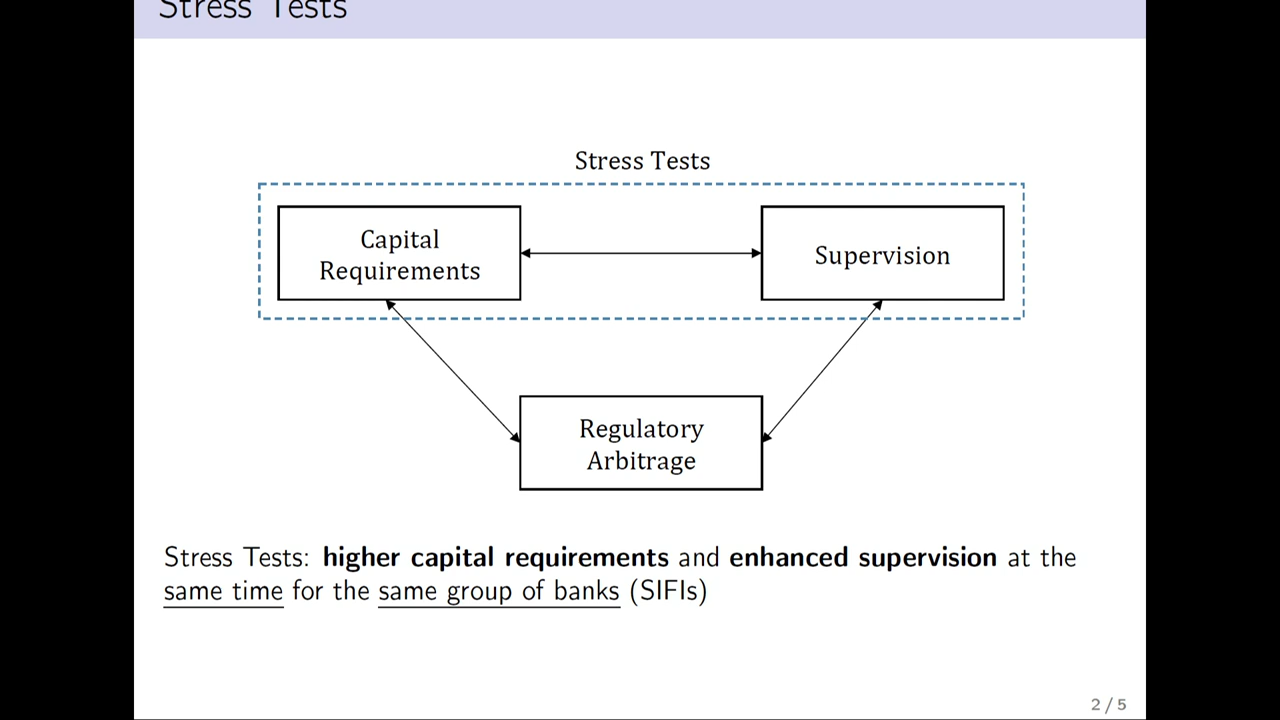 Stress Tests
Stress Tests
Capital
Requirements
Supervision
Regulatory
Arbitrage
Stress Tests: higher capital requirements and enhanced supervision at the
same time for the same group of banks (SIFIs)
2 / 5